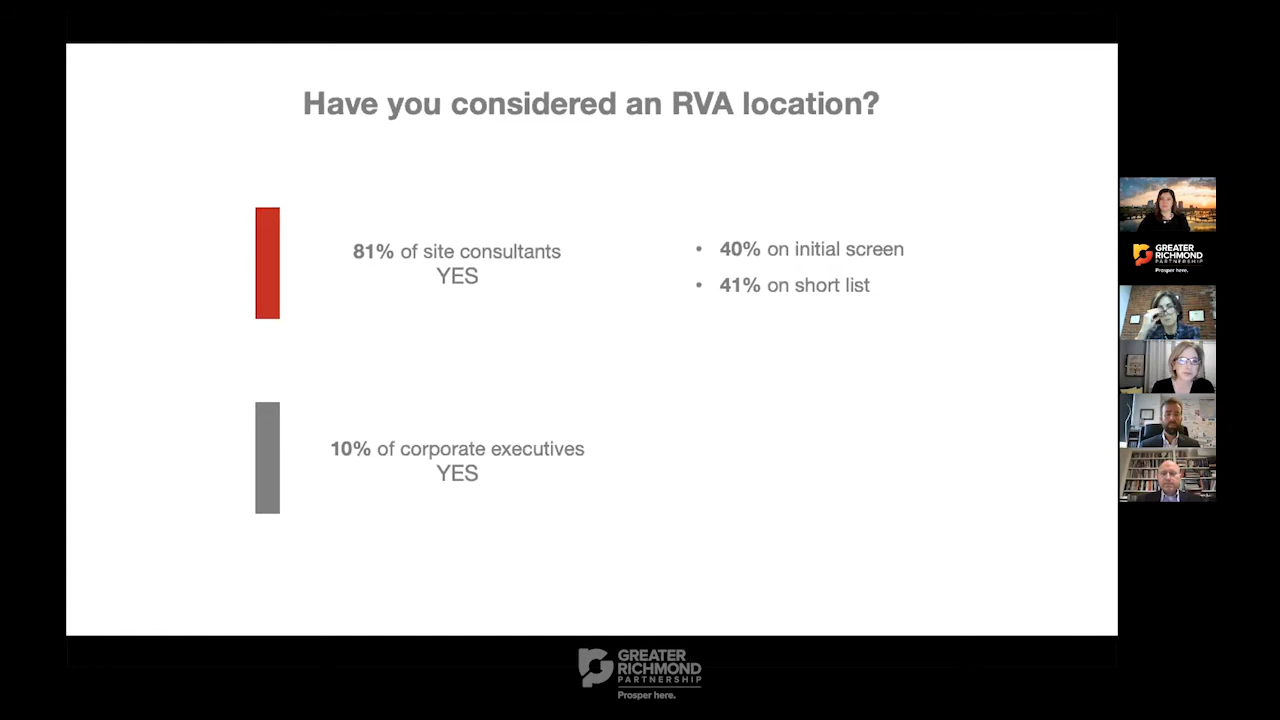 Have you considered an RVA location?
81% of site consultants
YES
• 40% on initial screen
• 41% on short list
10% of corporate executives
YES
GREATER
RICHMOND
PARTNERSHIP
Prosper here.
GREATER
RICHMOND
PARTNERSHIP
Prosper here.